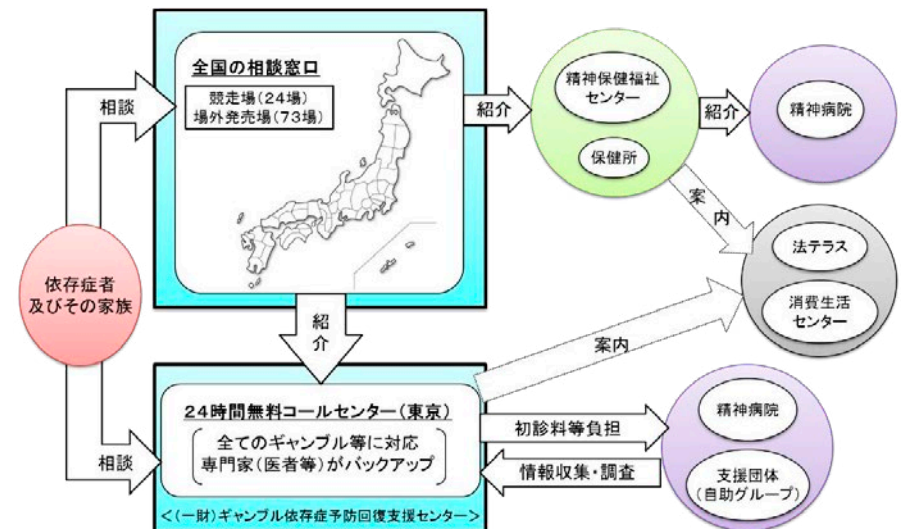 全国の相談窓口
競走場(24場)
場外発売場(73場)
相談
紹介
精神保健福祉
センター
保健所
紹介
精神病院
案内
法テラス
消費生活
センター
依存症者
及びその家族
紹介
案内
24時間無料コールセンター(東京)
全てのギャンブル等に対応
専門家(医者等)がバックアップ
<(一財)ギャンブル依存症予防回復支援センター>
相談
初診料等負担
情報収集・調査
精神病院
支援団体
(自助グループ)